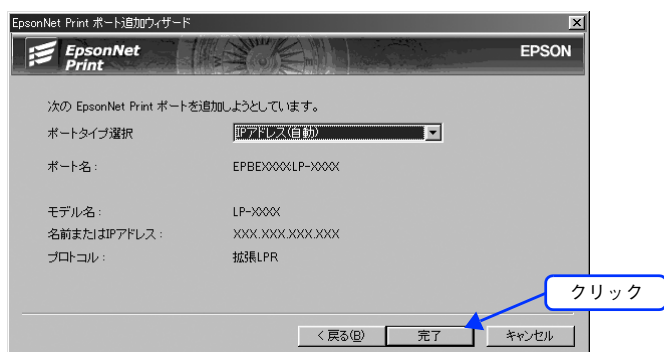 EpsonNet Print ポート追加ウィザード
EpsonNet
Print
EPSON
次の EpsonNet Print ポートを追加しようとしています。
ポートタイプ選択 IPアドレス(自動)
ポート名： EPBEXXXX:LP-XXXX
モデル名： LP-XXXX
名前またはIPアドレス： XXX.XXX.XXX.XXX
プロトコル： 拡張LPR
クリック
< 戻る(B) 完了 キャンセル